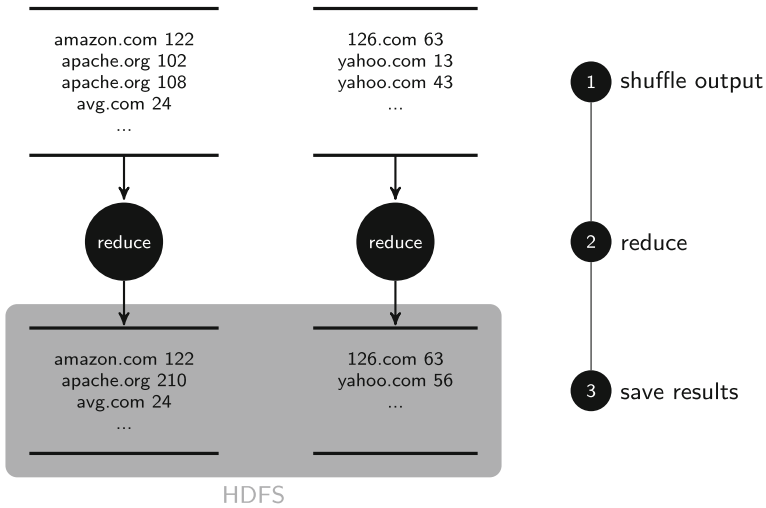 amazon.com 122
apache.org 102
apache.org 108
avg.com 24
...
126.com 63
yahoo.com 13
yahoo.com 43
...
1 shuffle output
reduce
reduce
2 reduce
amazon.com 122
apache.org 210
avg.com 24
...
126.com 63
yahoo.com 56
...
3 save results
HDFS